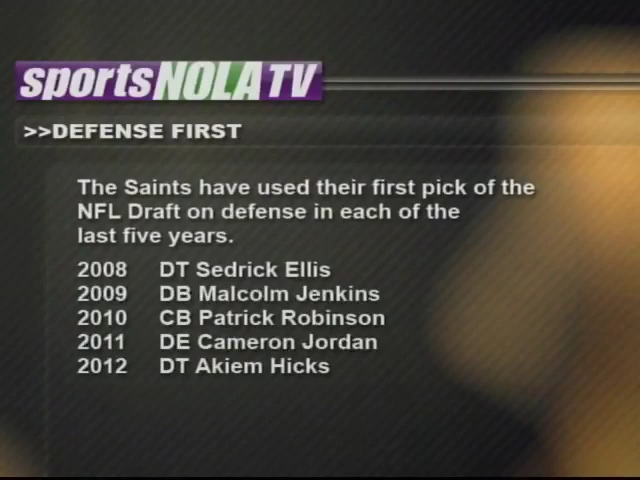 sportsNOLATV
>>DEFENSE FIRST
The Saints have used their first pick of the
NFL Draft on defense in each of the
last five years.
2008 DT Sedrick Ellis
2009 DB Malcolm Jenkins
2010 CB Patrick Robinson
2011 DE Cameron Jordan
2012 DT Akiem Hicks